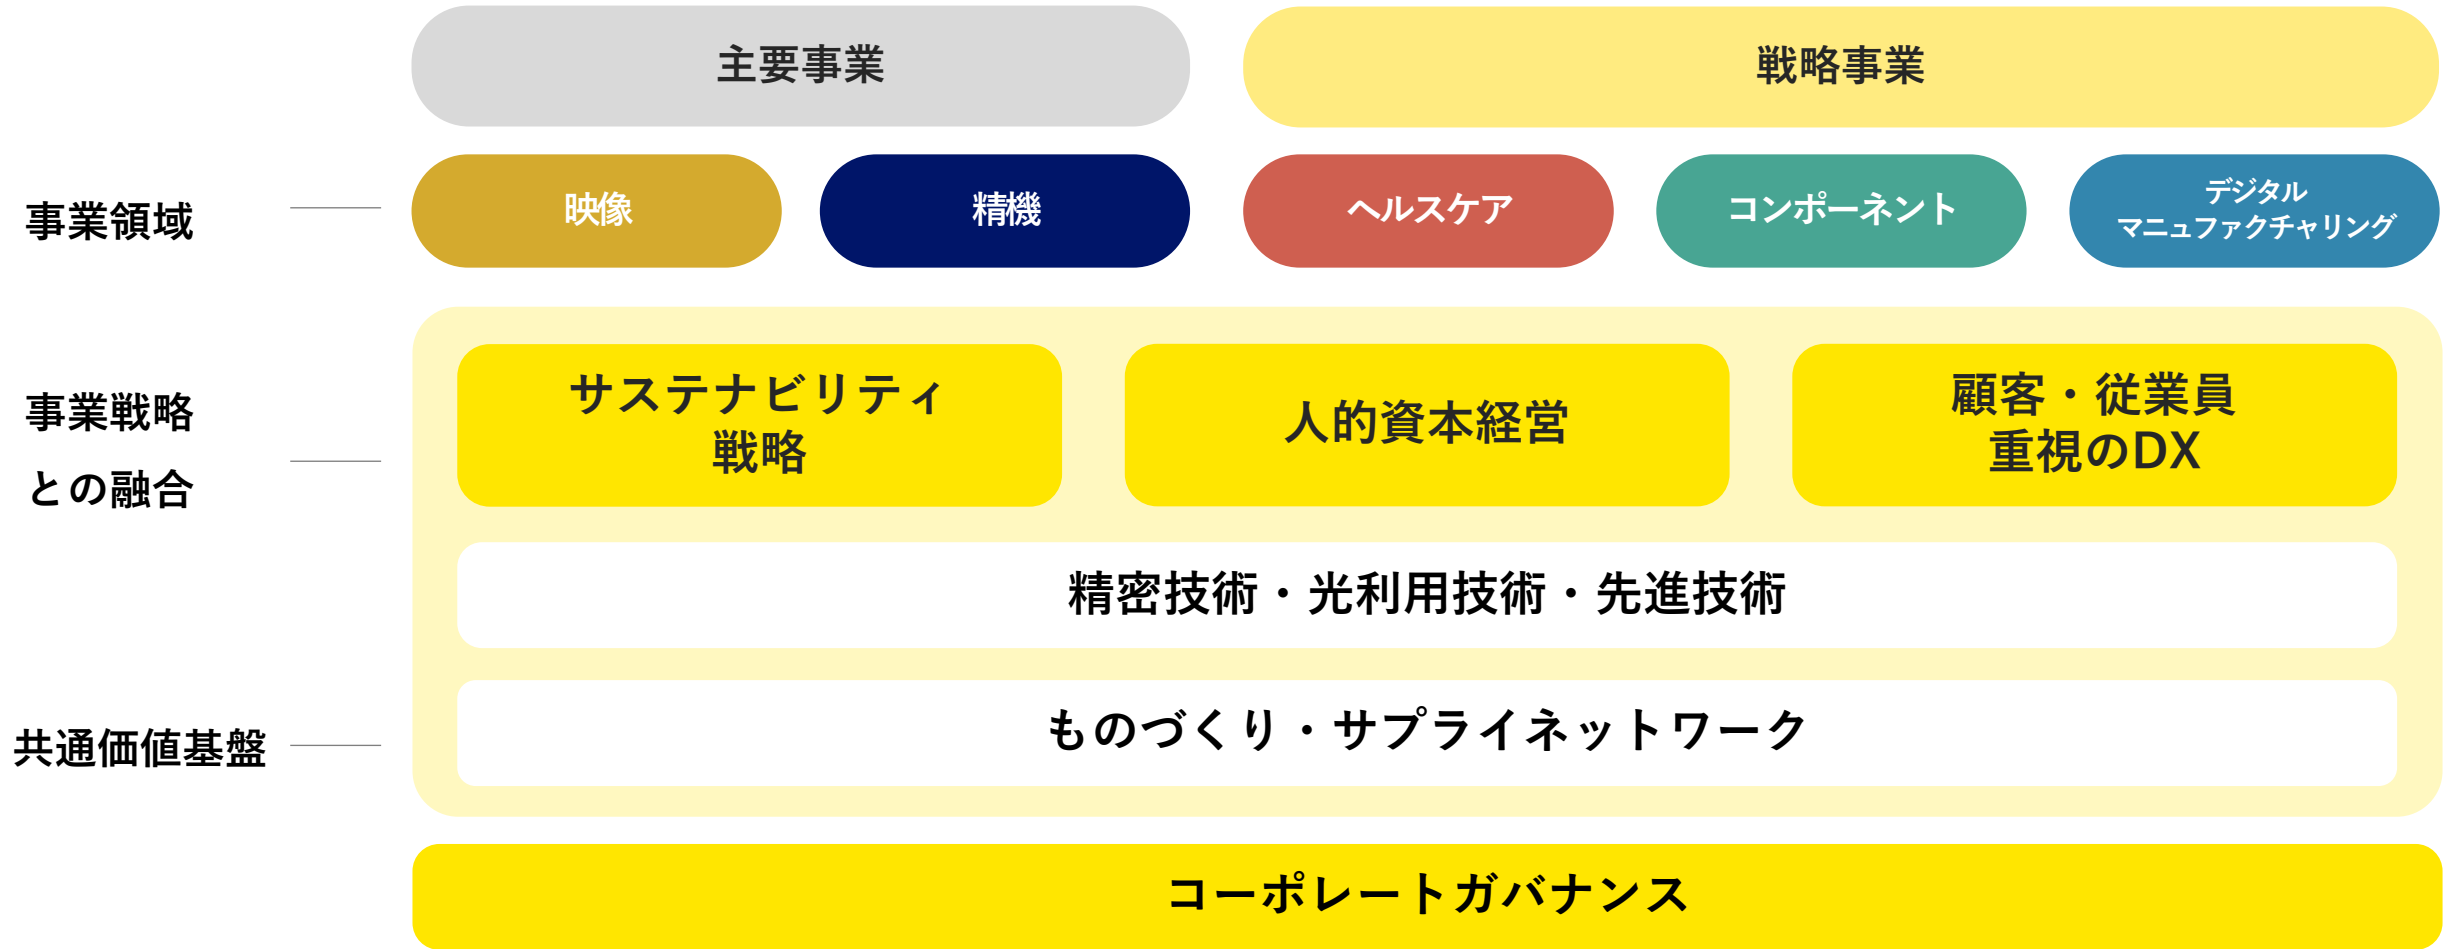 主要事業
戦略事業
事業領域
映像
精機
ヘルスケア
コンポーネント
デジタル
マニュファクチャリング
事業戦略
との融合
サステナビリティ
戦略
人的資本経営
顧客・従業員
重視のDX
精密技術・光利用技術・先進技術
共通価値基盤
ものづくり・サプライネットワーク
コーポレートガバナンス